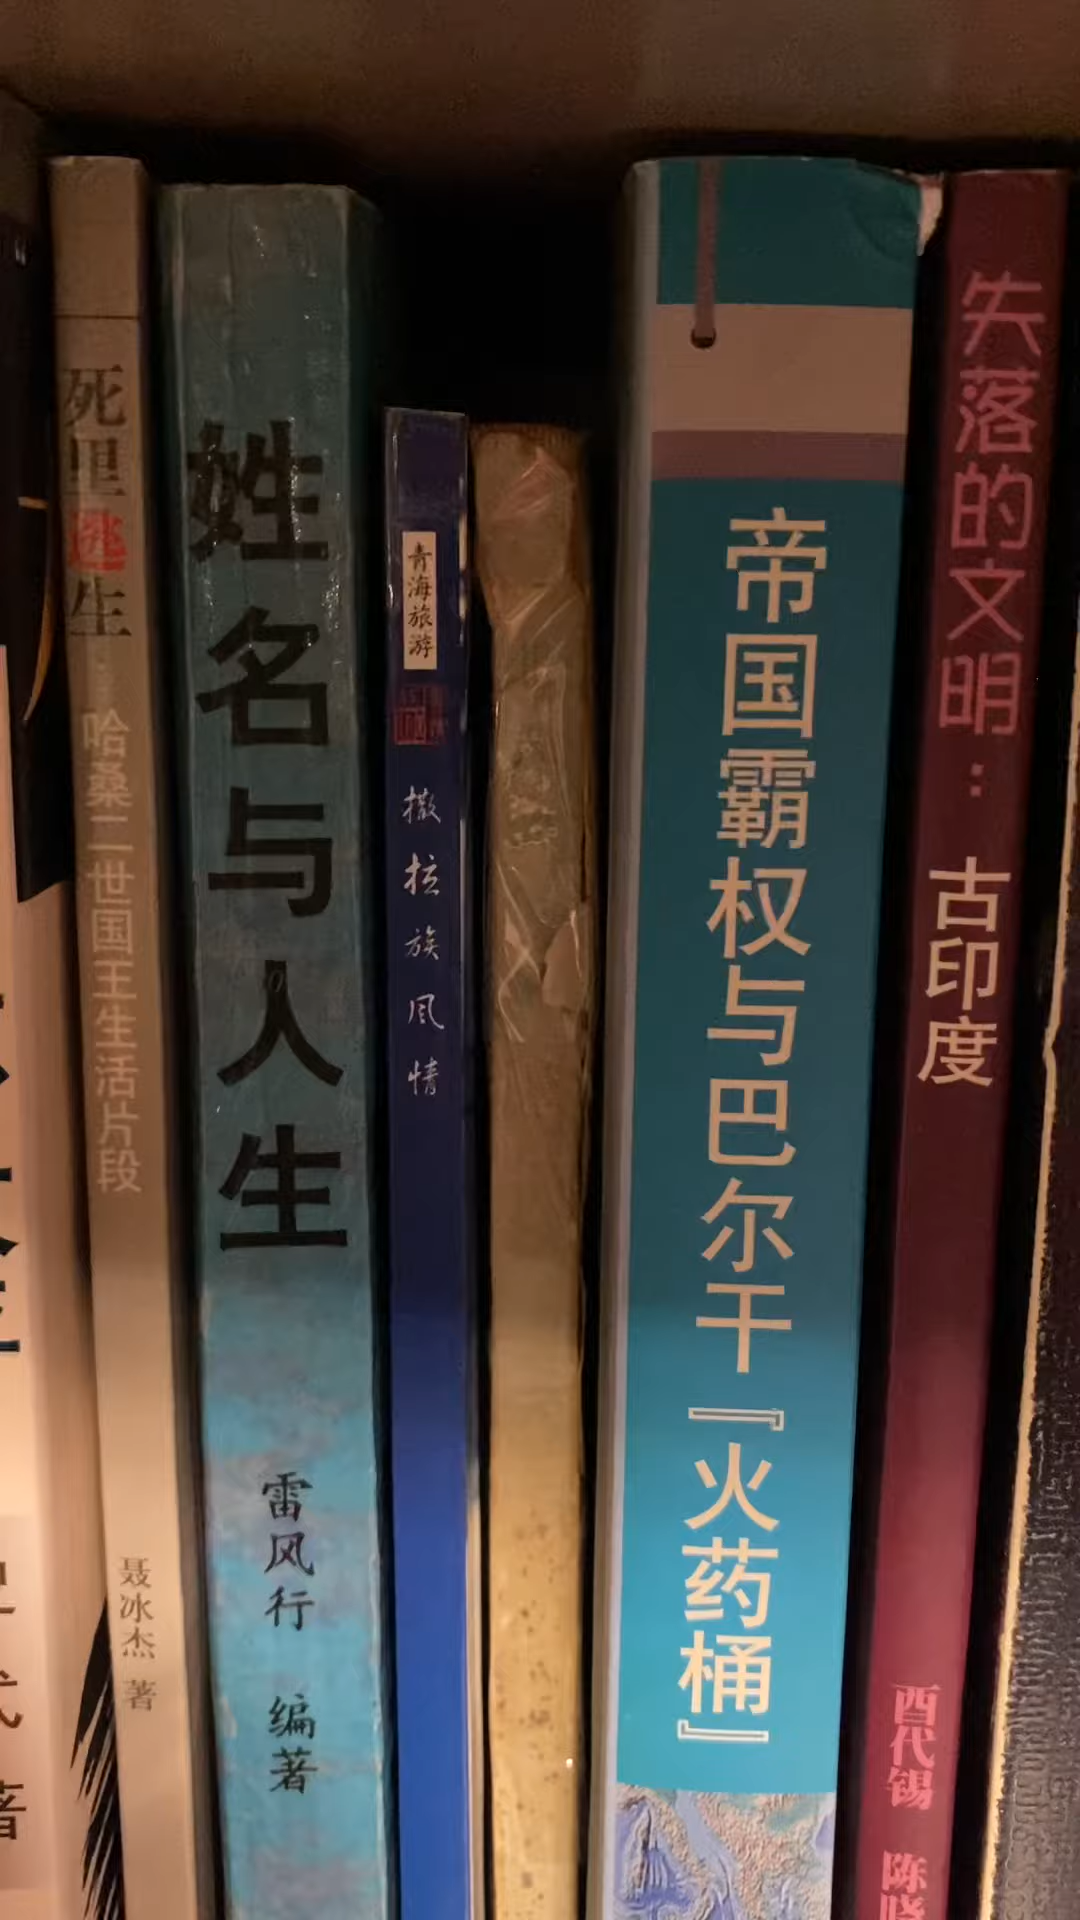 死里逃生
哈桑二世国王生活片段
聂冰杰 著
姓名与人生
雷风行 编著
青海旅游
撒拉族风情
帝国霸权与巴尔干『火药桶』
失落的文明：古印度
酉代锡 陈晓